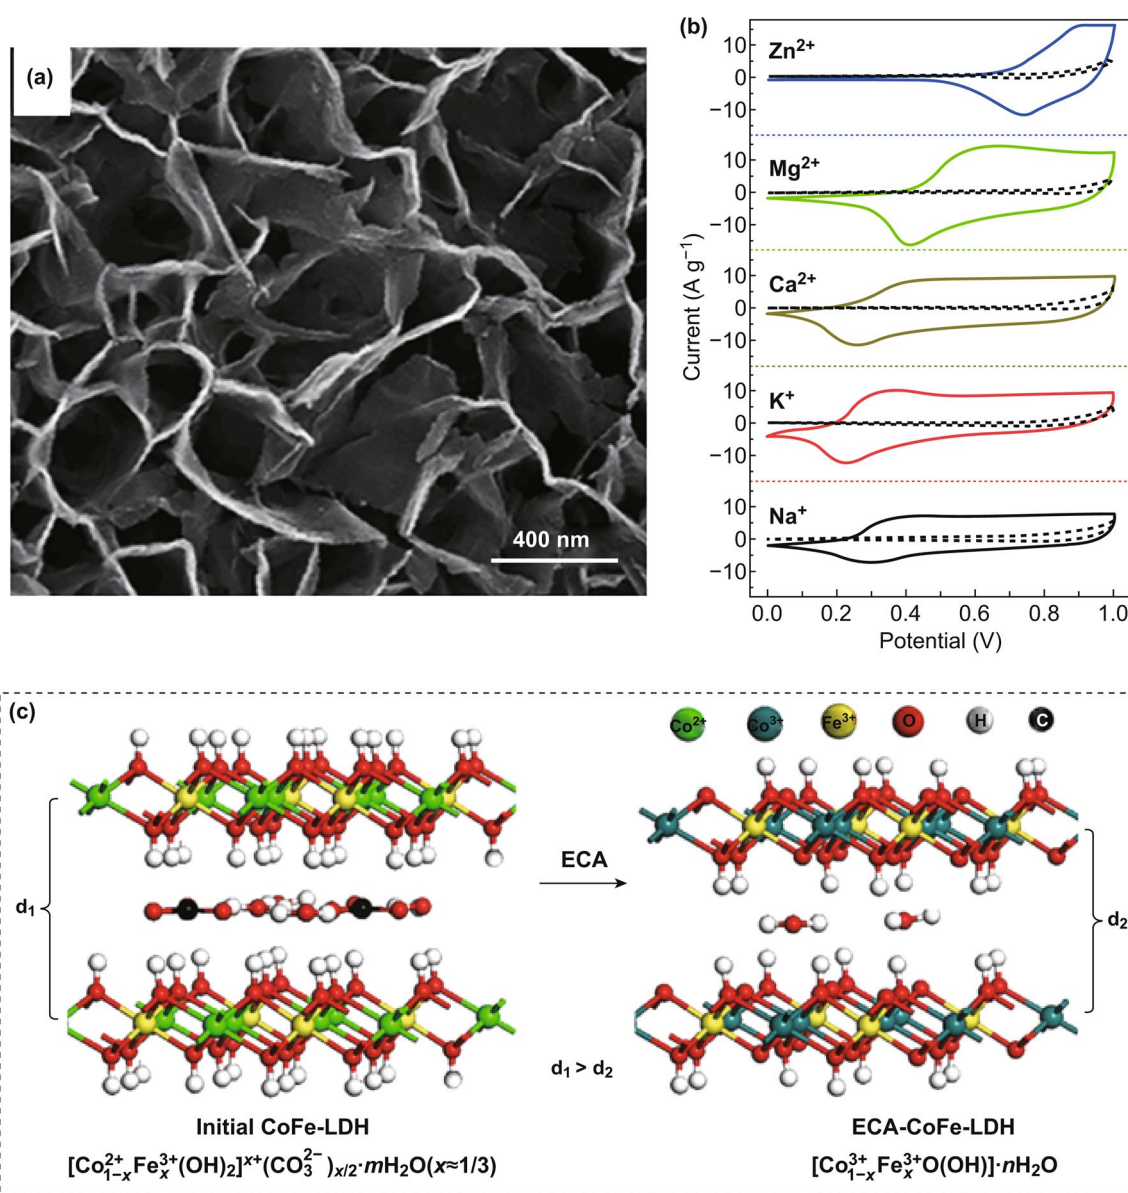 (a)
400 nm
(b)
Zn2+
10
0
−10
Mg2+
10
0
−10
Ca2+
10
0
−10
K+
10
0
−10
Na+
10
0
−10
Current (A g−1)
0.0 0.2 0.4 0.6 0.8 1.0
Potential (V)
(c)
Co2+ Co3+ Fe3+ O H C
d1
ECA
d2
d1 > d2
Initial CoFe-LDH
[Co2+1−xFe3+x(OH)2]x+(CO32−)x/2·mH2O(x≈1/3)
ECA-CoFe-LDH
[Co3+1−xFe3+xO(OH)]·nH2O